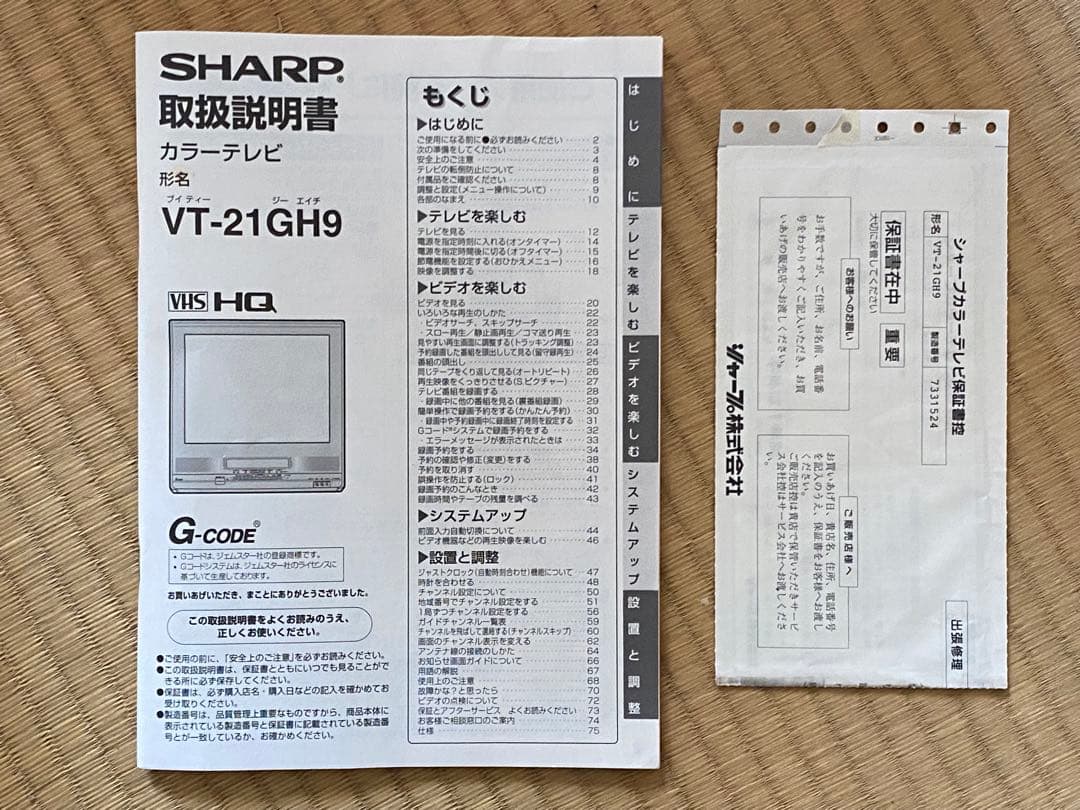 SHARP®
取扱説明書
カラーテレビ
形名
ブイ ティー ジー エイチ
VT-21GH9
VHS HQ
G-CODE®
• Gコードは、ジェムスター社の登録商標です。
• Gコードシステムは、ジェムスター社のライセンスに
基づいて生産しております。
お買いあげいただき、まことにありがとうございました。
この取扱説明書をよくお読みのうえ、
正しくお使いください。
●ご使用の前に、「安全上のご注意」を必ずお読みください。
●この取扱説明書は、保証書とともにいつでも見ることがで
きる所に必ず保存してください。
●保証書は、必ず購入店名・購入日などの記入を確かめてお
受け取りください。
●製造番号は、品質管理上重要なものですから、商品本体に
表示されている製造番号と保証書に記載されている製造番
号とが一致しているか、お確かめください。
もくじ
▶はじめに
ご使用になる前に●必ずお読みください …… 2
次の準備をしてください …… 3
安全上のご注意 …… 4
テレビの転倒防止について …… 8
付属品をご確認ください …… 8
調整と設定(メニュー操作について) …… 9
各部のなまえ …… 10
▶テレビを楽しむ
テレビを見る …… 12
電源を指定時刻に入れる(オンタイマー) …… 14
電源を指定時間後に切る(オフタイマー) …… 15
節電機能を設定する(おひかえメニュー) …… 16
映像を調整する …… 18
▶ビデオを楽しむ
ビデオを見る …… 20
いろいろな再生のしかた …… 22
・ビデオサーチ、スキップサーチ …… 22
・スロー再生/静止画再生/コマ送り再生 …… 23
見やすい再生画面に調整する(トラッキング調整) …… 23
予約録画した番組を頭出しして見る(留守録再生) …… 24
番組の頭出し …… 25
同じテープをくり返して見る(オートリピート) …… 26
再生映像をくっきりさせる(S.ピクチャー) …… 27
テレビ番組を録画する …… 28
・録画中に他の番組を見る(裏番組録画) …… 29
簡単操作で録画予約をする(かんたん予約) …… 30
・録画中や予約録画中に録画終了時刻を設定する …… 31
Gコード®システムで録画予約をする …… 32
・エラーメッセージが表示されたときは …… 33
録画予約をする …… 34
予約の確認や修正(変更)をする …… 38
予約を取り消す …… 40
誤操作を防止する(ロック) …… 41
録画予約のこんなとき …… 42
録画時間やテープの残量を調べる …… 43
▶システムアップ
前面入力自動切換について …… 44
ビデオ機器などの再生映像を楽しむ …… 46
▶設置と調整
ジャストクロック(自動時刻合わせ)機能について …… 47
時計を合わせる …… 48
チャンネル設定について …… 50
地域番号でチャンネル設定をする …… 51
1局ずつチャンネル設定をする …… 56
ガイドチャンネル一覧表 …… 59
チャンネルを飛ばして選局する(チャンネルスキップ) …… 60
画面のチャンネル表示を変える …… 62
アンテナ線の接続のしかた …… 64
お知らせ画面ガイドについて …… 66
用語の解説 …… 67
使用上のご注意 …… 68
故障かな?と思ったら …… 70
ビデオの点検について …… 72
保証とアフターサービス よくお読みください …… 73
お客様ご相談窓口のご案内 …… 74
仕様 …… 75
はじめに
テレビを楽しむ
ビデオを楽しむ
システムアップ
設置と調整
シャープカラーテレビ保証書控
形名 VT-21GH9
製造番号 7331524
保証書在中
大切に保管してください
重要
お客様へのお願い
お手数ですが、ご住所、お名前、電話番
号をわかりやすくご記入いただき、お買
いあげの販売店へお渡しください。
シャープ株式会社
ご販売店様へ
お買いあげ日、貴店名、住所、電話番号
を記入のうえ、保証書をお客様へお渡し
ください。
ご販売店控は貴店で保管いただきサービ
ス会社控はサービス会社へお渡しくださ
い。
出張修理